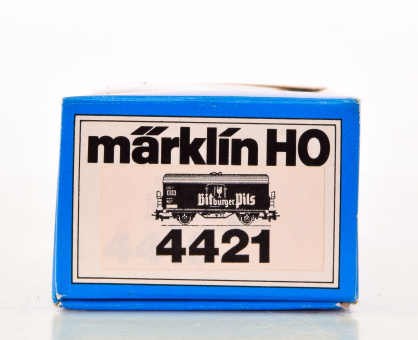 märklin HO
Bitburger Pils
4421